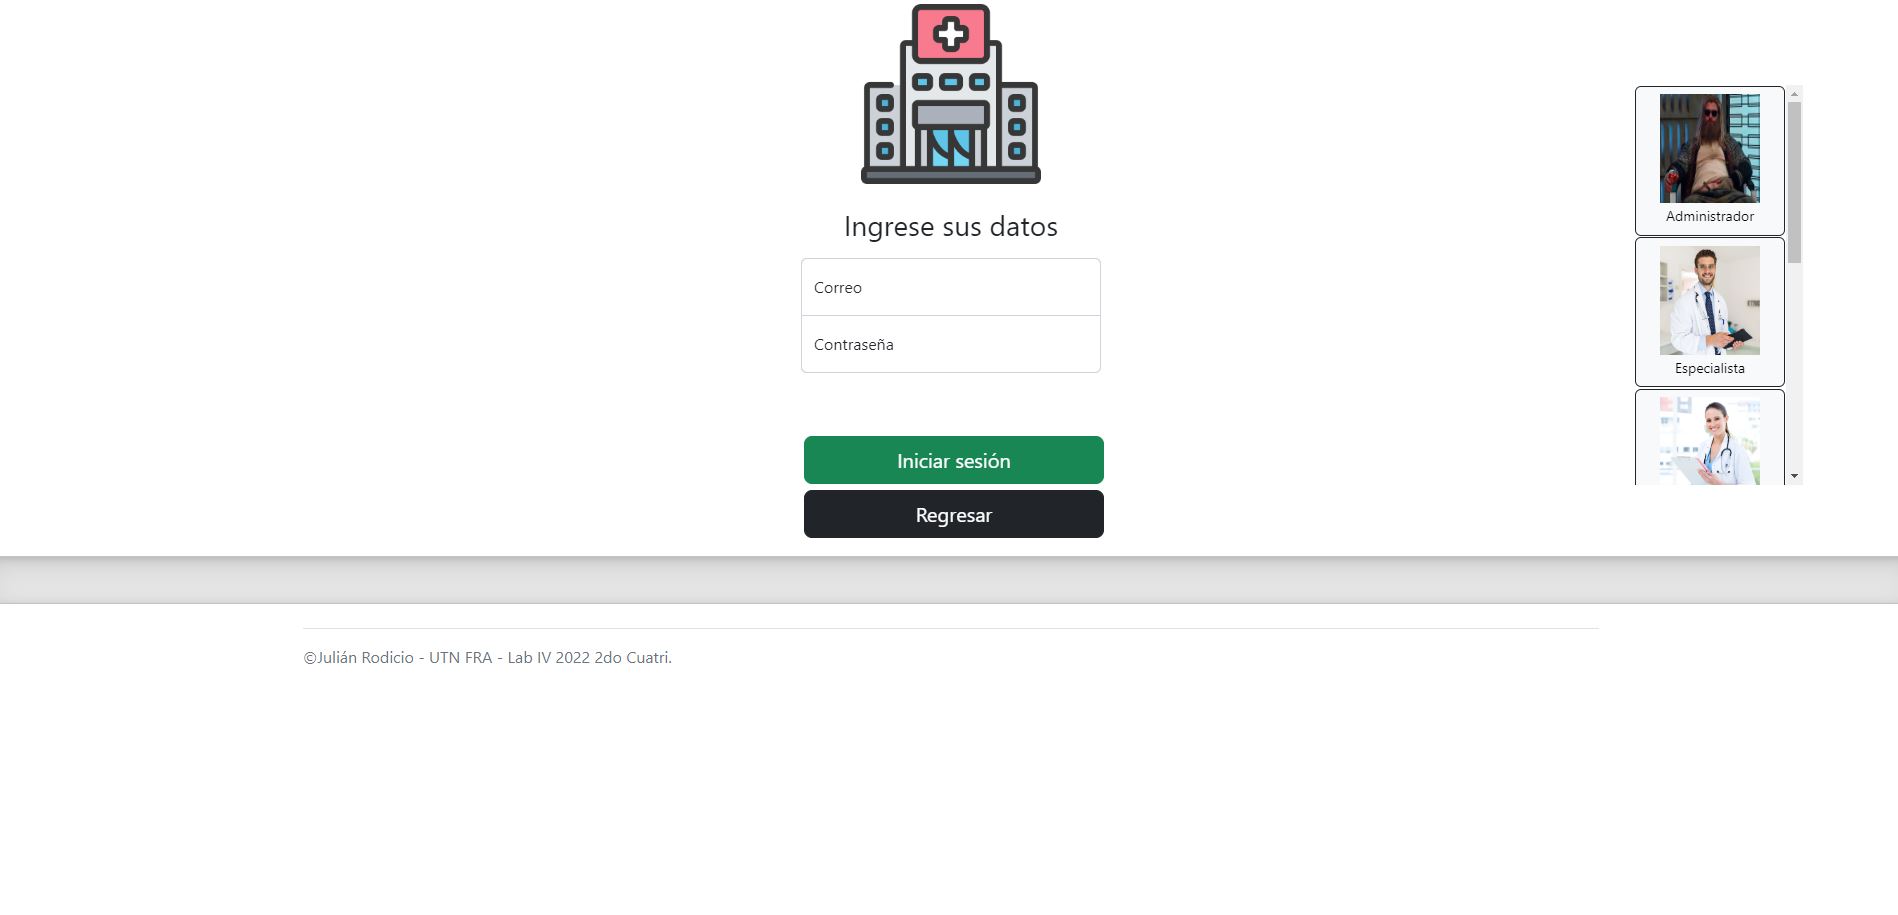 Ingrese sus datos
Correo
Contraseña
Iniciar sesión
Regresar
Administrador
Especialista
©Julián Rodicio - UTN FRA - Lab IV 2022 2do Cuatri.